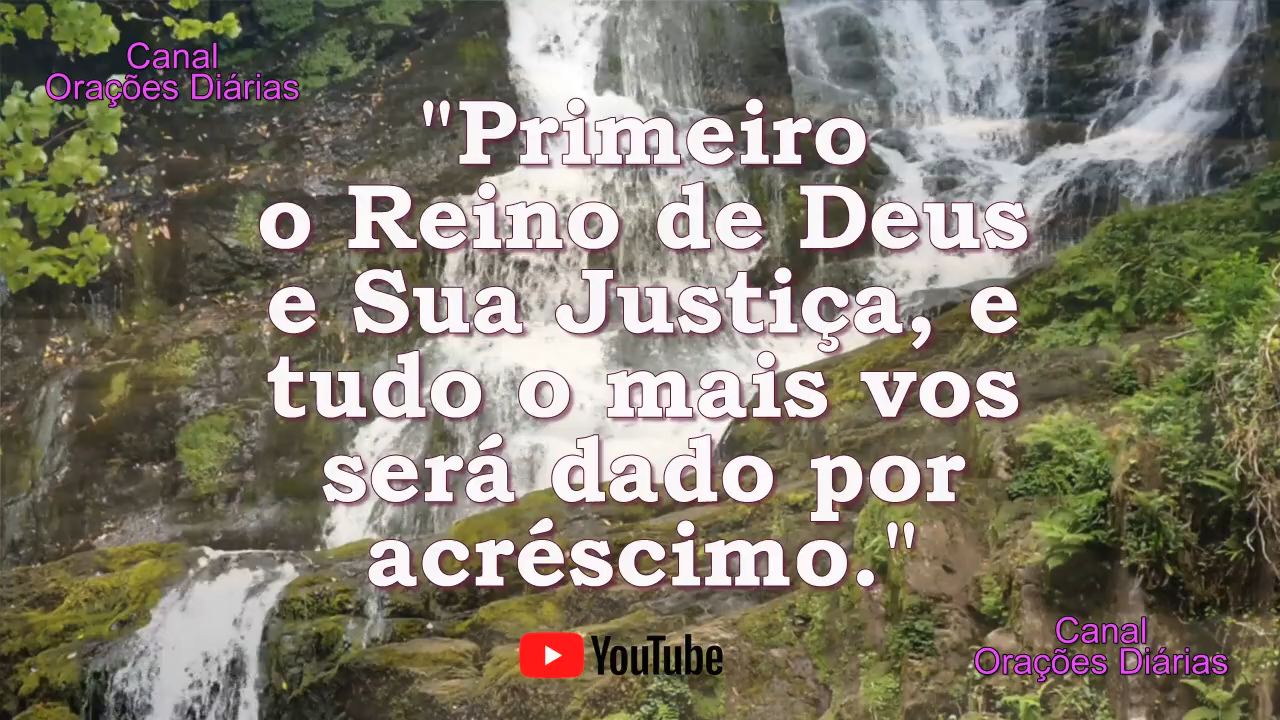 Canal
Orações Diárias
"Primeiro
o Reino de Deus
e Sua Justiça, e
tudo o mais vos
será dado por
acréscimo."
YouTube
Canal
Orações Diárias